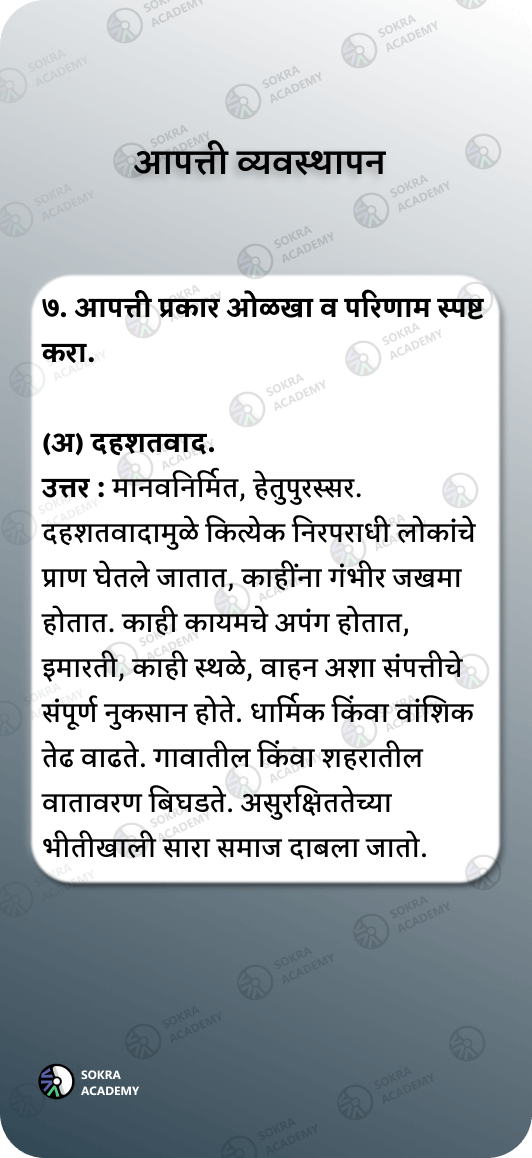 आपत्ती व्यवस्थापन
७. आपत्ती प्रकार ओळखा व परिणाम स्पष्ट
करा.
(अ) दहशतवाद.
उत्तर : मानवनिर्मित, हेतुपुरस्सर.
दहशतवादामुळे कित्येक निरपराधी लोकांचे
प्राण घेतले जातात, काहींना गंभीर जखमा
होतात. काही कायमचे अपंग होतात,
इमारती, काही स्थळे, वाहन अशा संपत्तीचे
संपूर्ण नुकसान होते. धार्मिक किंवा वांशिक
तेढ वाढते. गावातील किंवा शहरातील
वातावरण बिघडते. असुरक्षिततेच्या
भीतीखाली सारा समाज दाबला जातो.
SOKRA
ACADEMY